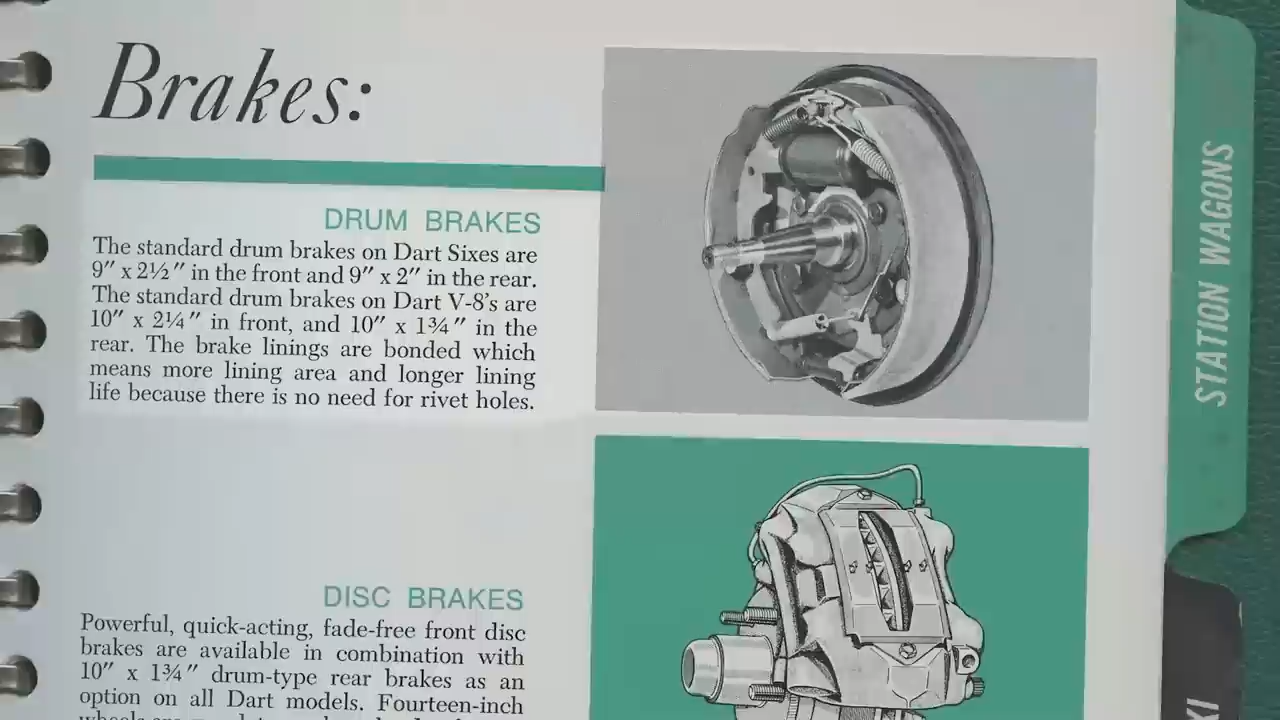 Brakes:
DRUM BRAKES
The standard drum brakes on Dart Sixes are
9″ x 2½″ in the front and 9″ x 2″ in the rear.
The standard drum brakes on Dart V-8's are
10″ x 2¼″ in front, and 10″ x 1¾″ in the
rear. The brake linings are bonded which
means more lining area and longer lining
life because there is no need for rivet holes.
DISC BRAKES
Powerful, quick-acting, fade-free front disc
brakes are available in combination with
10″ x 1¾″ drum-type rear brakes as an
option on all Dart models. Fourteen-inch
STATION WAGONS